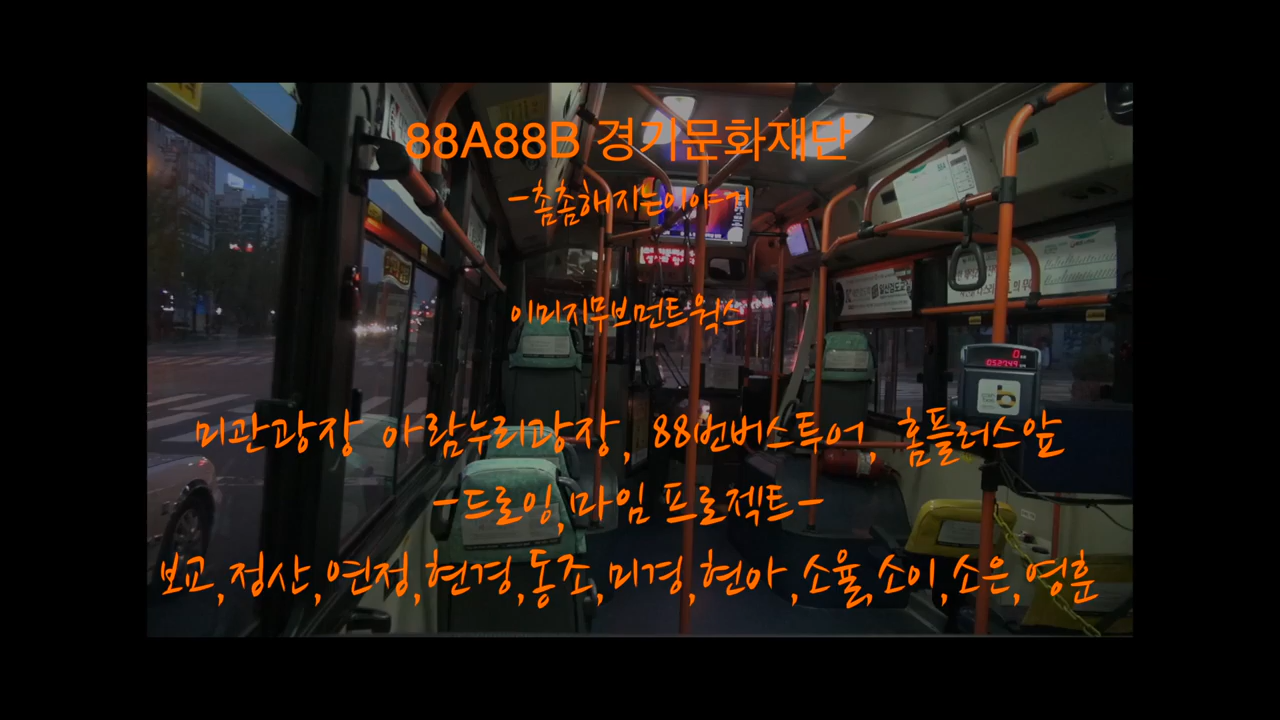 88A88B 경기문화재단
-촘촘해지는이야기
이미지무브먼트웍스
미관광장 아람누리광장, 88번버스투어, 홈플러스앞
-드로잉,마임 프로젝트-
보교,정산,연정,현경,동조,미경,현아,소율,소이,소은,영훈